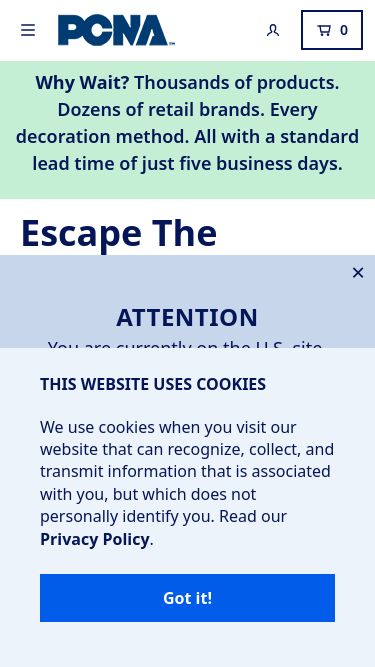 PCNA
0
Why Wait? Thousands of products.
Dozens of retail brands. Every
decoration method. All with a standard
lead time of just five business days.
Escape The
ATTENTION
You are currently on the U.S. site.
THIS WEBSITE USES COOKIES
We use cookies when you visit our
website that can recognize, collect, and
transmit information that is associated
with you, but which does not
personally identify you. Read our
Privacy Policy.
Got it!